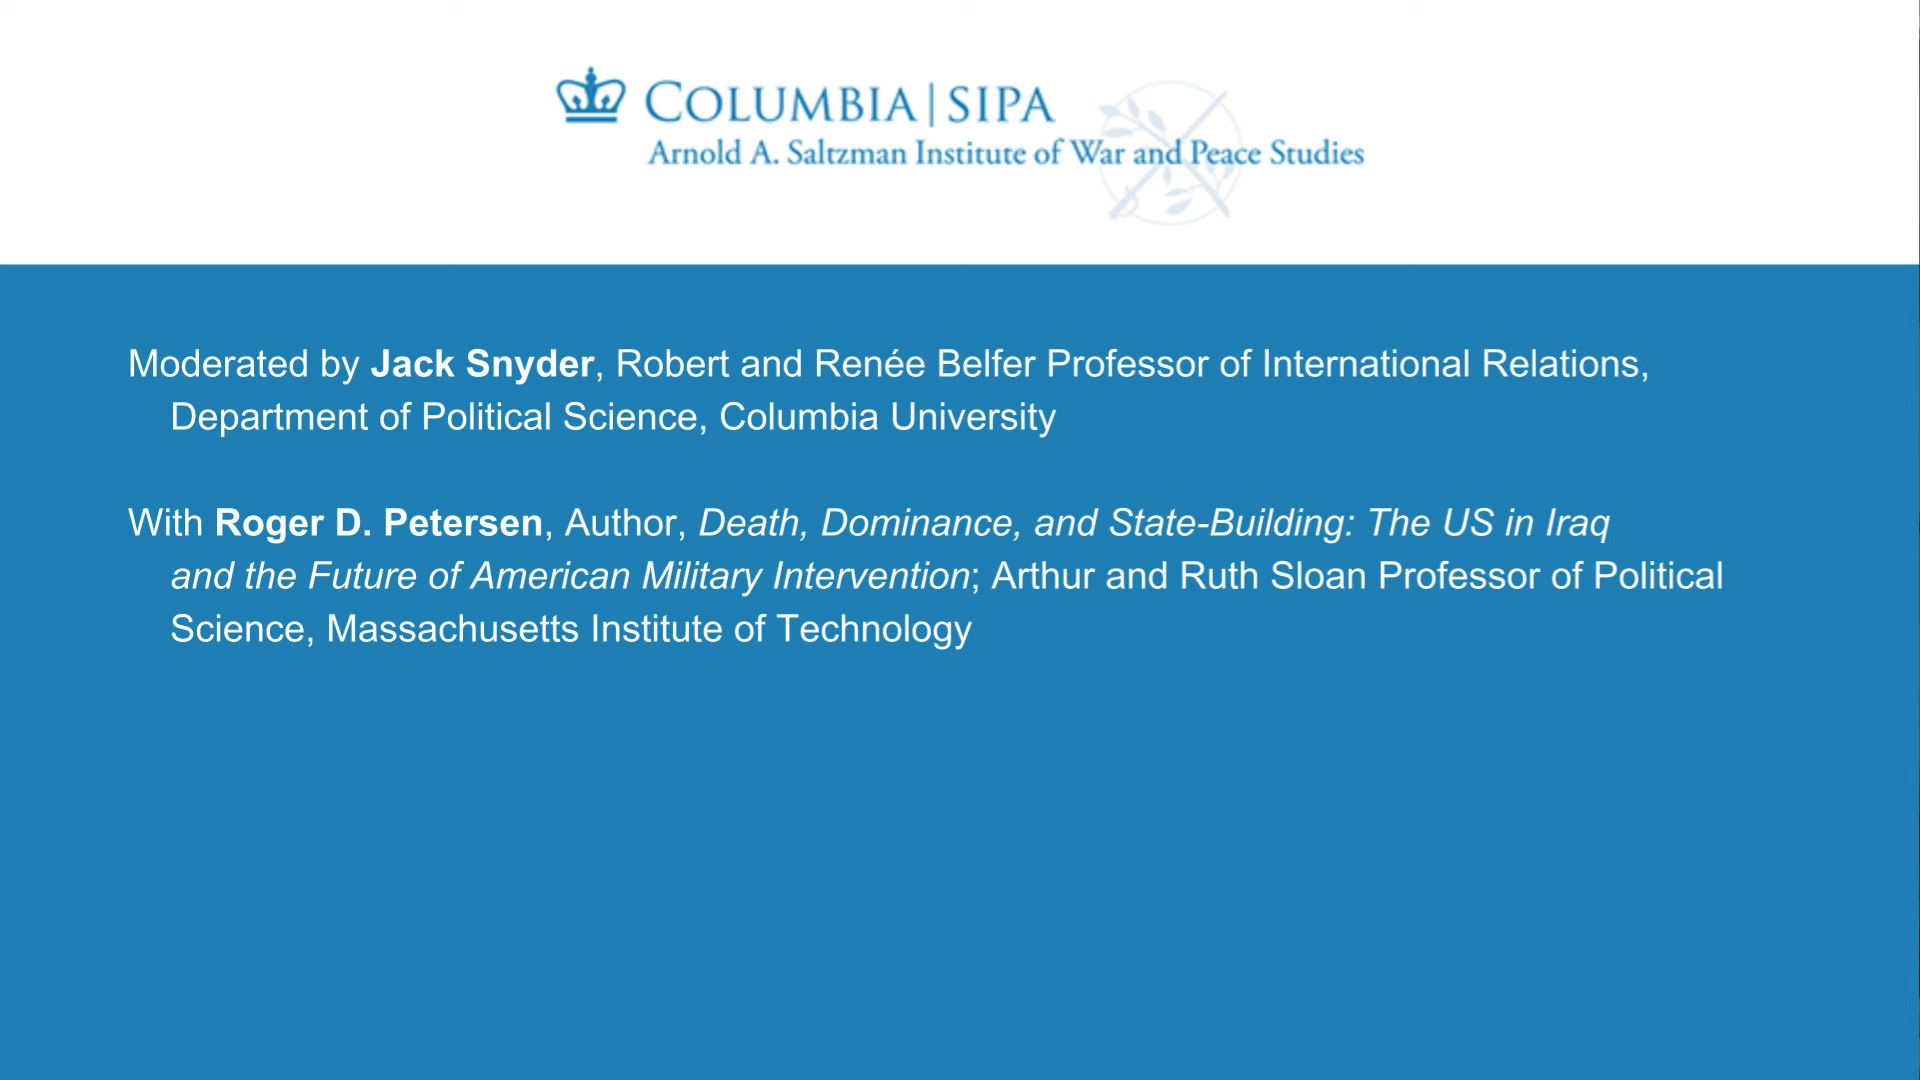 COLUMBIA | SIPA
Arnold A. Saltzman Institute of War and Peace Studies
Moderated by Jack Snyder, Robert and Renée Belfer Professor of International Relations,
Department of Political Science, Columbia University
With Roger D. Petersen, Author, Death, Dominance, and State-Building: The US in Iraq
and the Future of American Military Intervention; Arthur and Ruth Sloan Professor of Political
Science, Massachusetts Institute of Technology